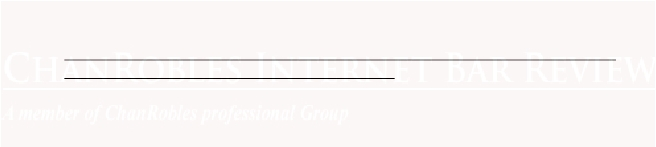 ChanRobles Internet Bar Review
A member of ChanRobles professional Group